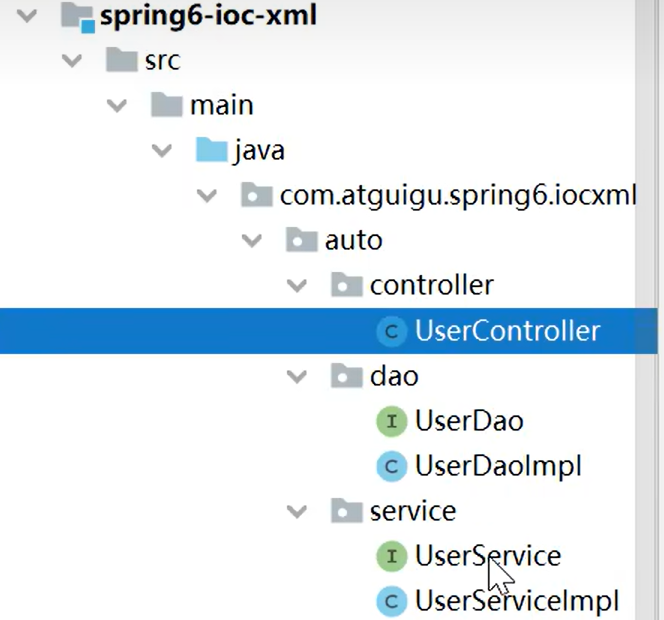 spring6-ioc-xml
src
main
java
com.atguigu.spring6.iocxml
auto
controller
C UserController
dao
I UserDao
C UserDaoImpl
service
I UserService
C UserServiceImpl